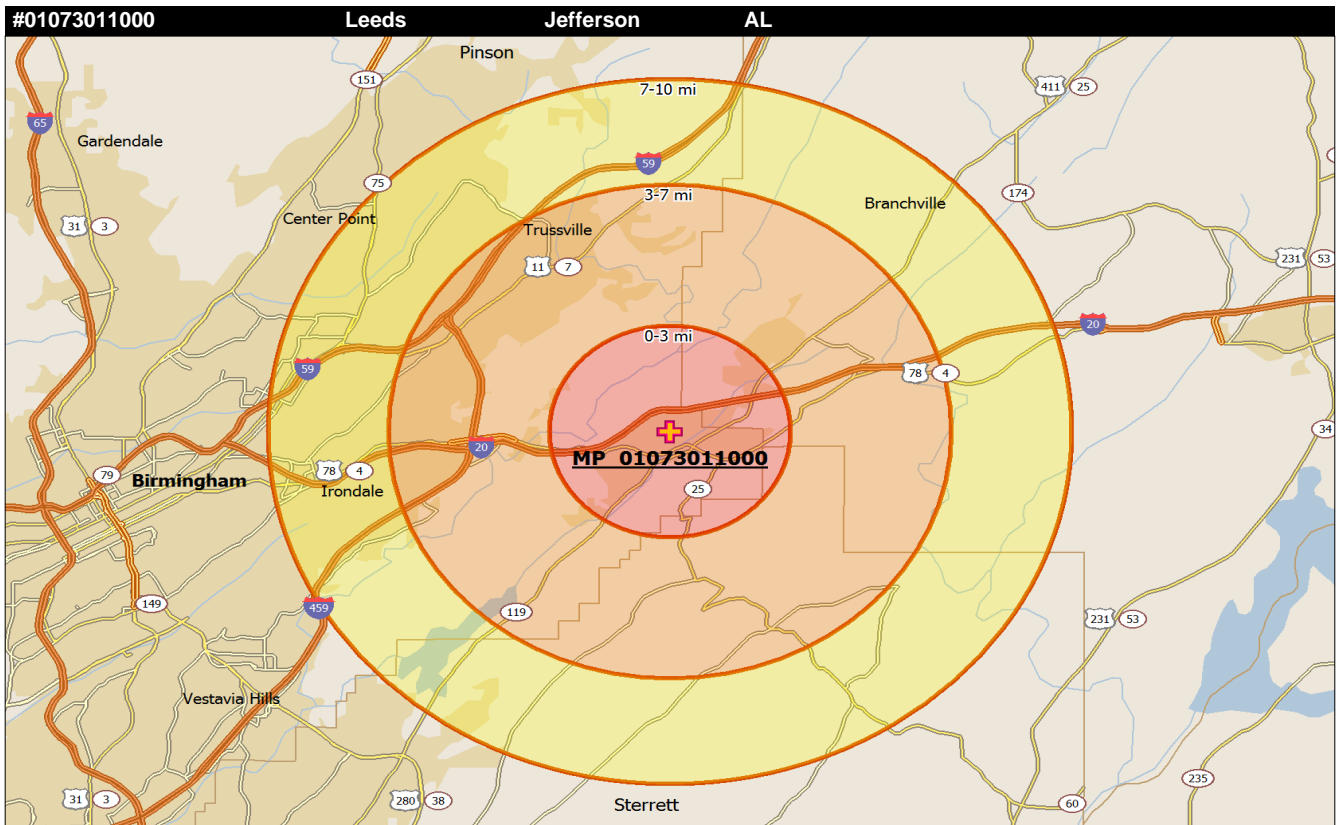 #01073011000 Leeds Jefferson AL
Pinson
7-10 mi
151
411 25
65
Gardendale
59
75
3-7 mi
174
Branchville
Center Point
31 3
Trussville
11 7
231 53
20
0-3 mi
59
78 4
34
20
MP 01073011000
79
78 4
Birmingham
Irondale
25
149
459
119
231 53
Vestavia Hills
235
31 3
280 38
Sterrett
60